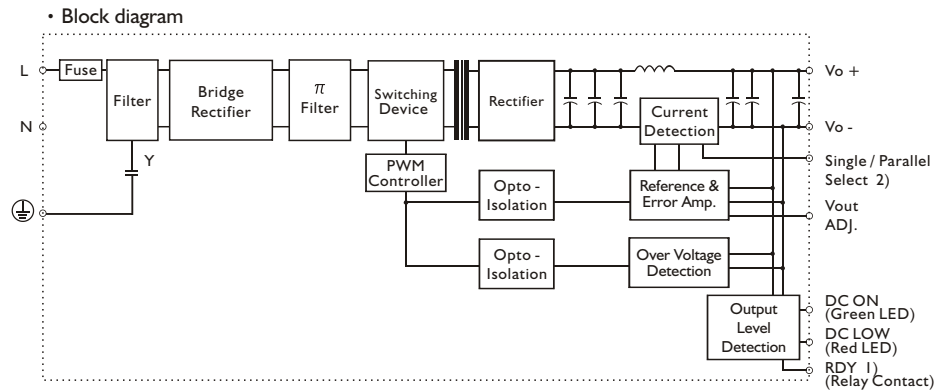 • Block diagram
L
Fuse
Filter
Bridge
Rectifier
π
Filter
Switching
Device
Rectifier
Vo +
N
Current
Detection
Vo -
Y
PWM
Controller
Single / Parallel
Select 2)
Opto -
Isolation
Reference &
Error Amp.
Vout
ADJ.
Opto -
Isolation
Over Voltage
Detection
Output
Level
Detection
DC ON
(Green LED)
DC LOW
(Red LED)
RDY 1)
(Relay Contact)